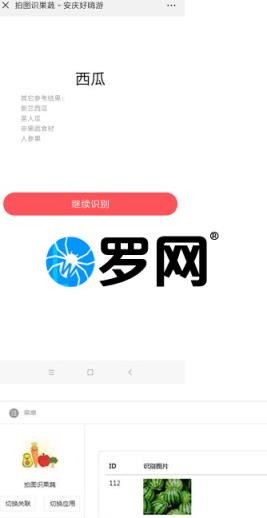 拍图识果蔬 - 安庆好嗨游
西瓜
其它参考结果：
新兰西瓜
黑人瓜
非果蔬食材
人参果
继续识别
罗网®
菜单
拍图识果蔬
切换关联 切换应用
ID 识别图片
112